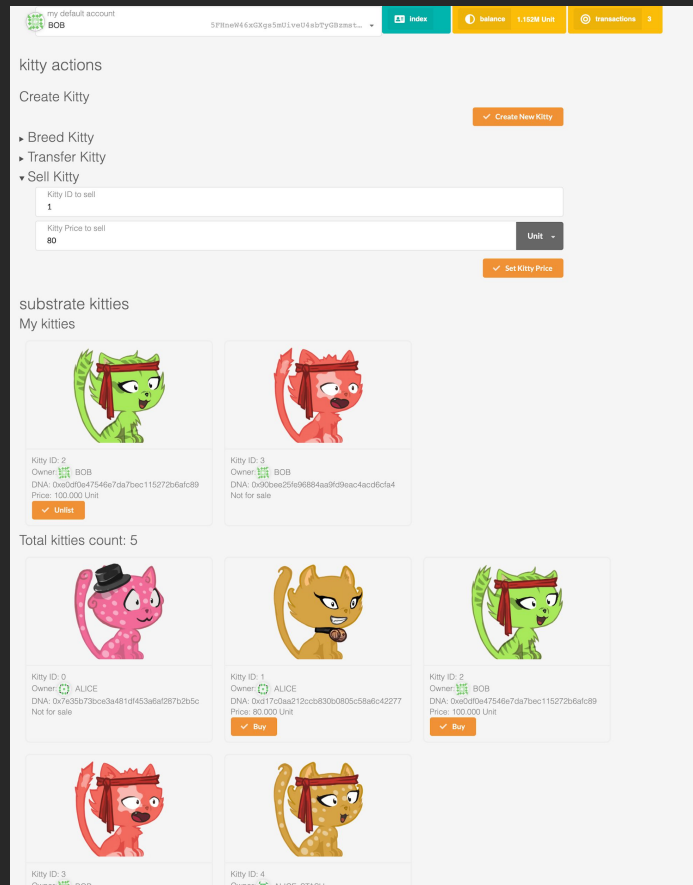 my default account
BOB
5FHneW46xGXgs5mUiveU4sbTyGBzmst...
index
balance 1.152M Unit
transactions 3
kitty actions
Create Kitty
Create New Kitty
Breed Kitty
Transfer Kitty
Sell Kitty
Kitty ID to sell
1
Kitty Price to sell
80
Unit
Set Kitty Price
substrate kitties
My kitties
Kitty ID: 2
Owner: BOB
DNA: 0xe0df0e47546e7da7bec115272b6afc89
Price: 100.000 Unit
Unlist
Kitty ID: 3
Owner: BOB
DNA: 0x90bee25fe96884aa9fd9eac4acd6cfa4
Not for sale
Total kitties count: 5
Kitty ID: 0
Owner: ALICE
DNA: 0x7e35b73bce3a481df453a6af287b2b5c
Not for sale
Kitty ID: 1
Owner: ALICE
DNA: 0xd17c0aa212ccb830b0805c58a6c42277
Price: 80.000 Unit
Buy
Kitty ID: 2
Owner: BOB
DNA: 0xe0df0e47546e7da7bec115272b6afc89
Price: 100.000 Unit
Buy
Kitty ID: 3
Owner: BOB
Kitty ID: 4
Owner: ALICE_STASH